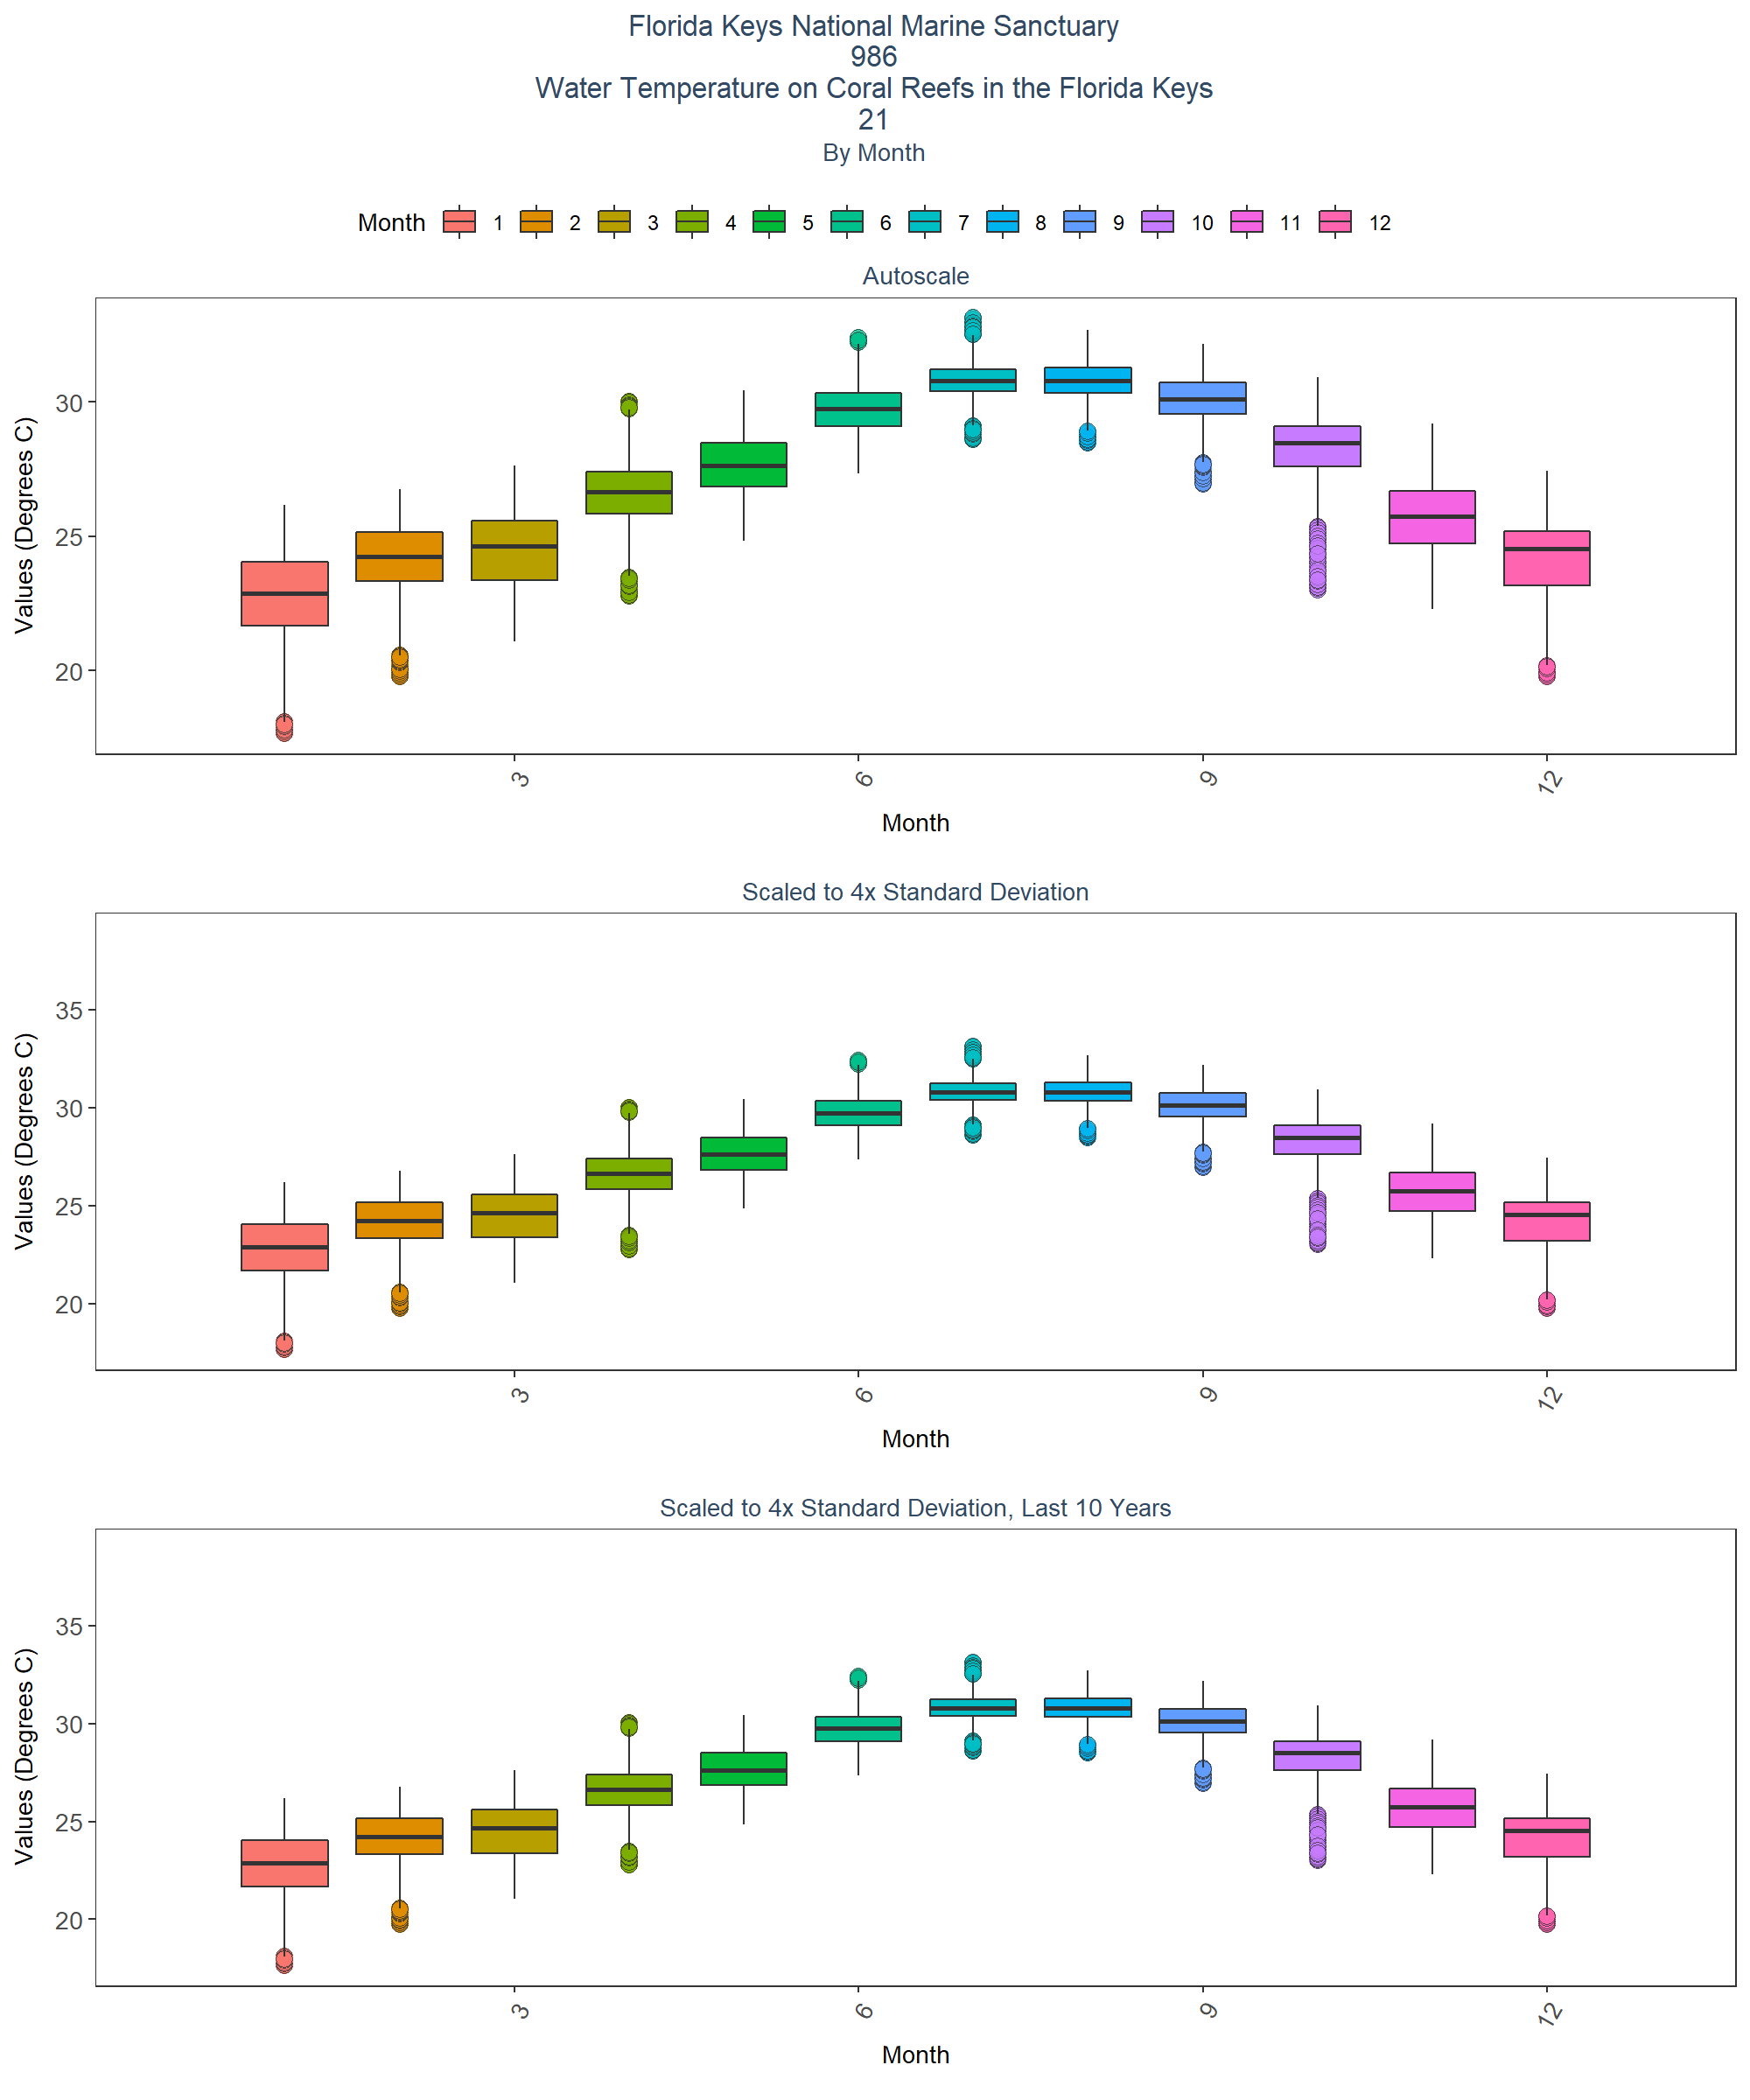 Florida Keys National Marine Sanctuary
986
Water Temperature on Coral Reefs in the Florida Keys
21
By Month
Month 1 2 3 4 5 6 7 8 9 10 11 12
Autoscale
Values (Degrees C)
30
25
20
3 6 9 12
Month
Scaled to 4x Standard Deviation
Values (Degrees C)
35
30
25
20
3 6 9 12
Month
Scaled to 4x Standard Deviation, Last 10 Years
Values (Degrees C)
35
30
25
20
3 6 9 12
Month